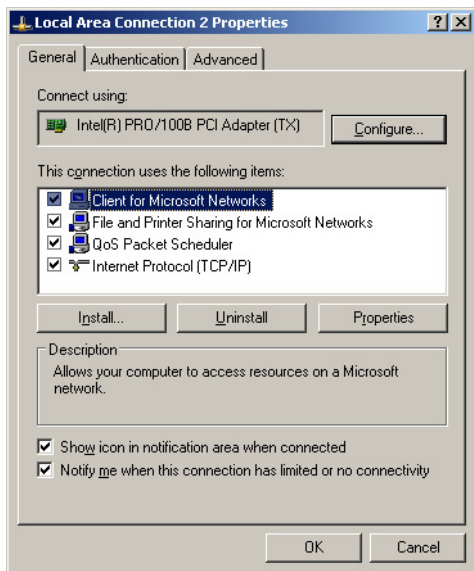 Local Area Connection 2 Properties
General Authentication Advanced
Connect using:
Intel(R) PRO/100B PCI Adapter (TX) Configure...
This connection uses the following items:
Client for Microsoft Networks
File and Printer Sharing for Microsoft Networks
QoS Packet Scheduler
Internet Protocol (TCP/IP)
Install... Uninstall Properties
Description
Allows your computer to access resources on a Microsoft
network.
Show icon in notification area when connected
Notify me when this connection has limited or no connectivity
OK Cancel